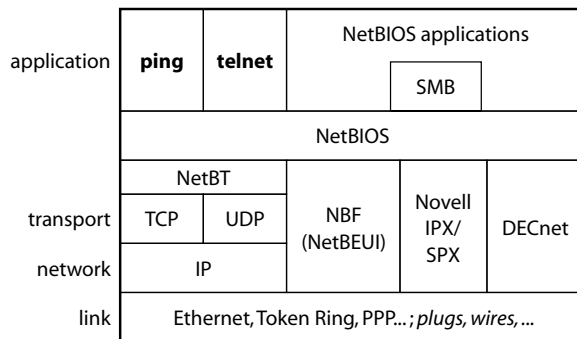 application
ping
telnet
NetBIOS applications
SMB
NetBIOS
NetBT
transport
TCP
UDP
NBF
(NetBEUI)
Novell
IPX/
SPX
DECnet
network
IP
link
Ethernet, Token Ring, PPP... ; plugs, wires, ...